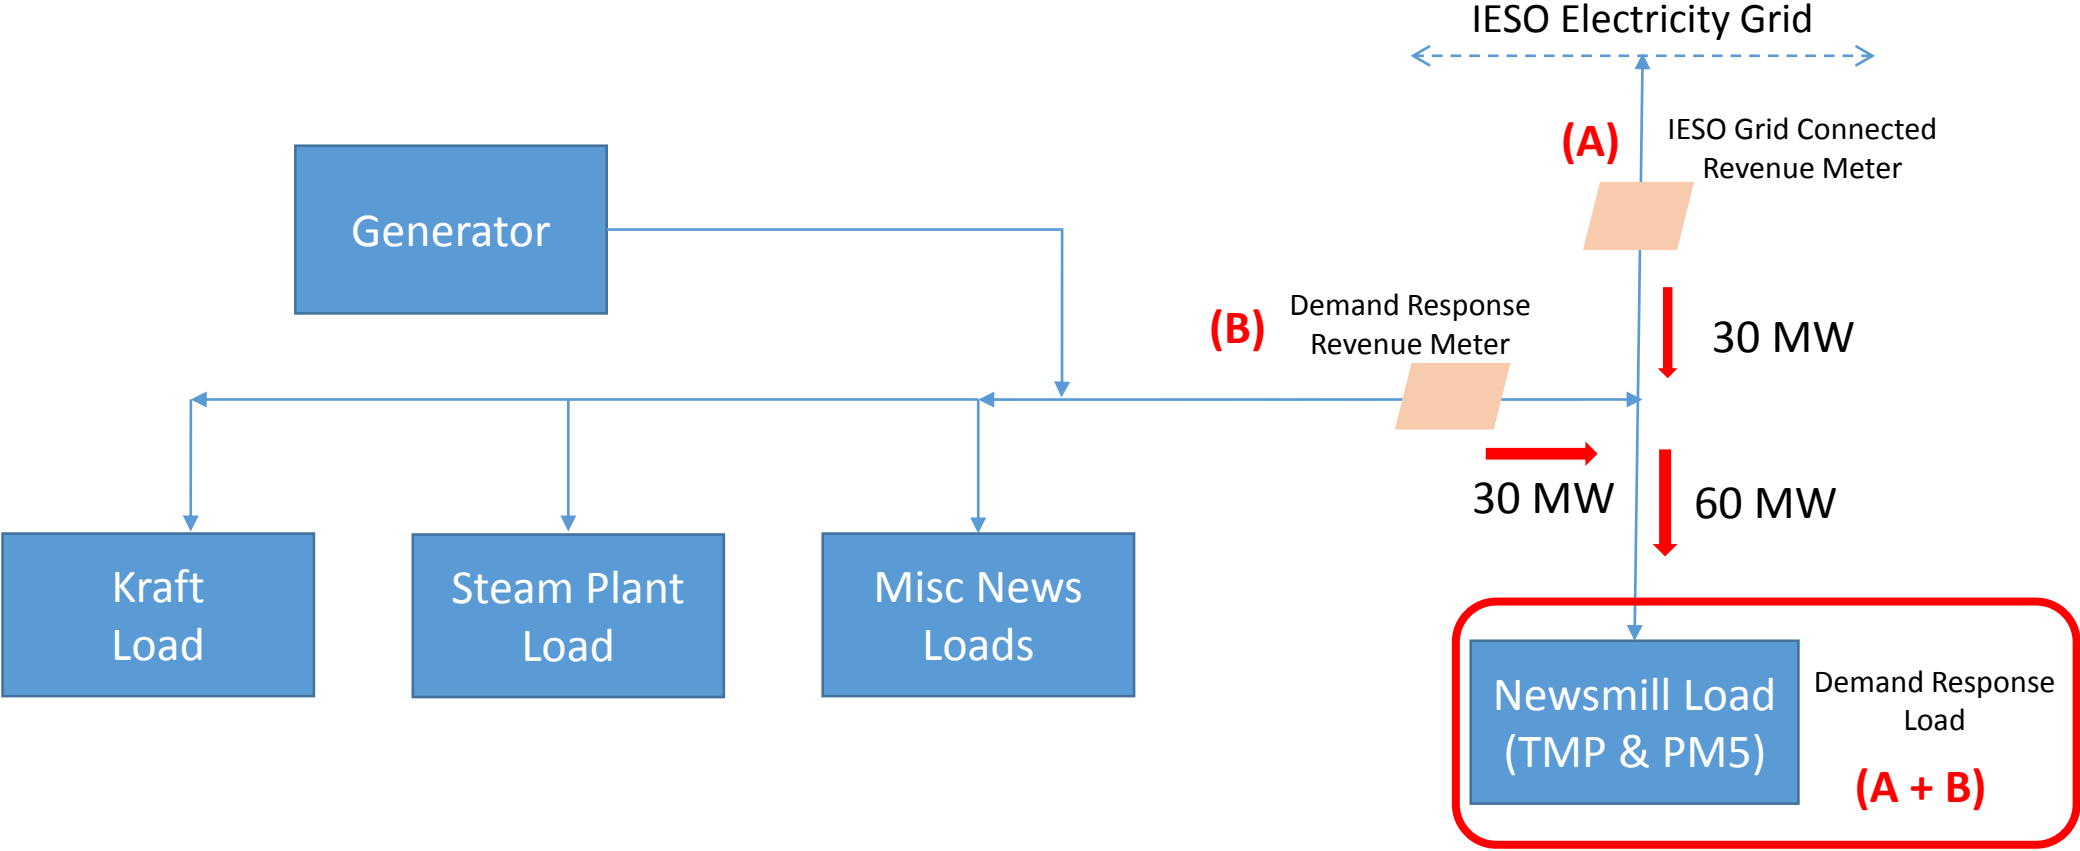 IESO Electricity Grid
(A)
IESO Grid Connected
Revenue Meter
Generator
(B)
Demand Response
Revenue Meter
30 MW
30 MW
60 MW
Kraft
Load
Steam Plant
Load
Misc News
Loads
Newsmill Load
(TMP & PM5)
Demand Response
Load
(A + B)